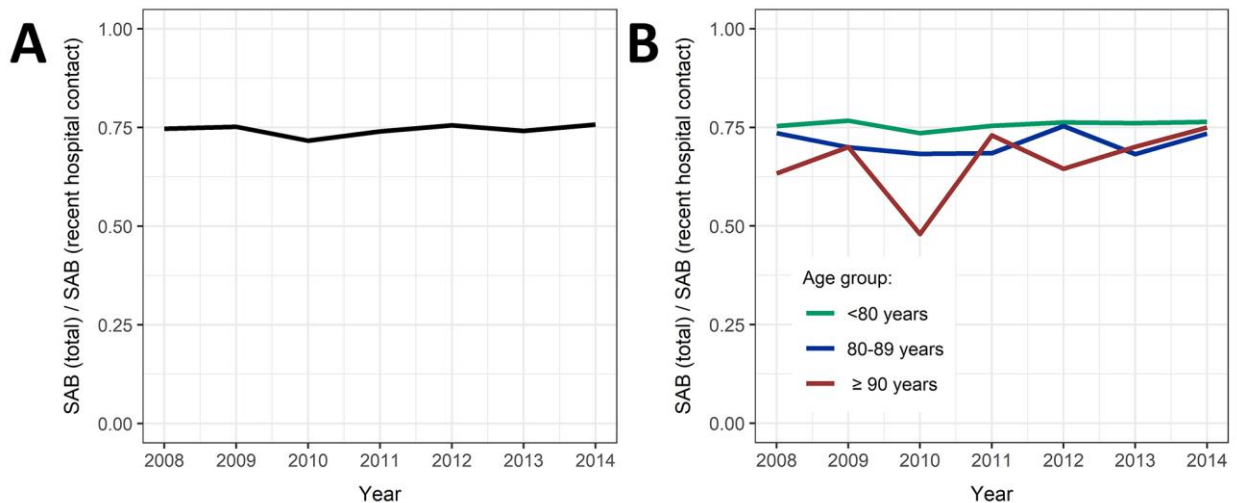 A
SAB (total) / SAB (recent hospital contact)
1.00
0.75
0.50
0.25
0.00
2008 2009 2010 2011 2012 2013 2014
Year
B
SAB (total) / SAB (recent hospital contact)
1.00
0.75
0.50
0.25
0.00
Age group:
<80 years
80-89 years
≥ 90 years
2008 2009 2010 2011 2012 2013 2014
Year